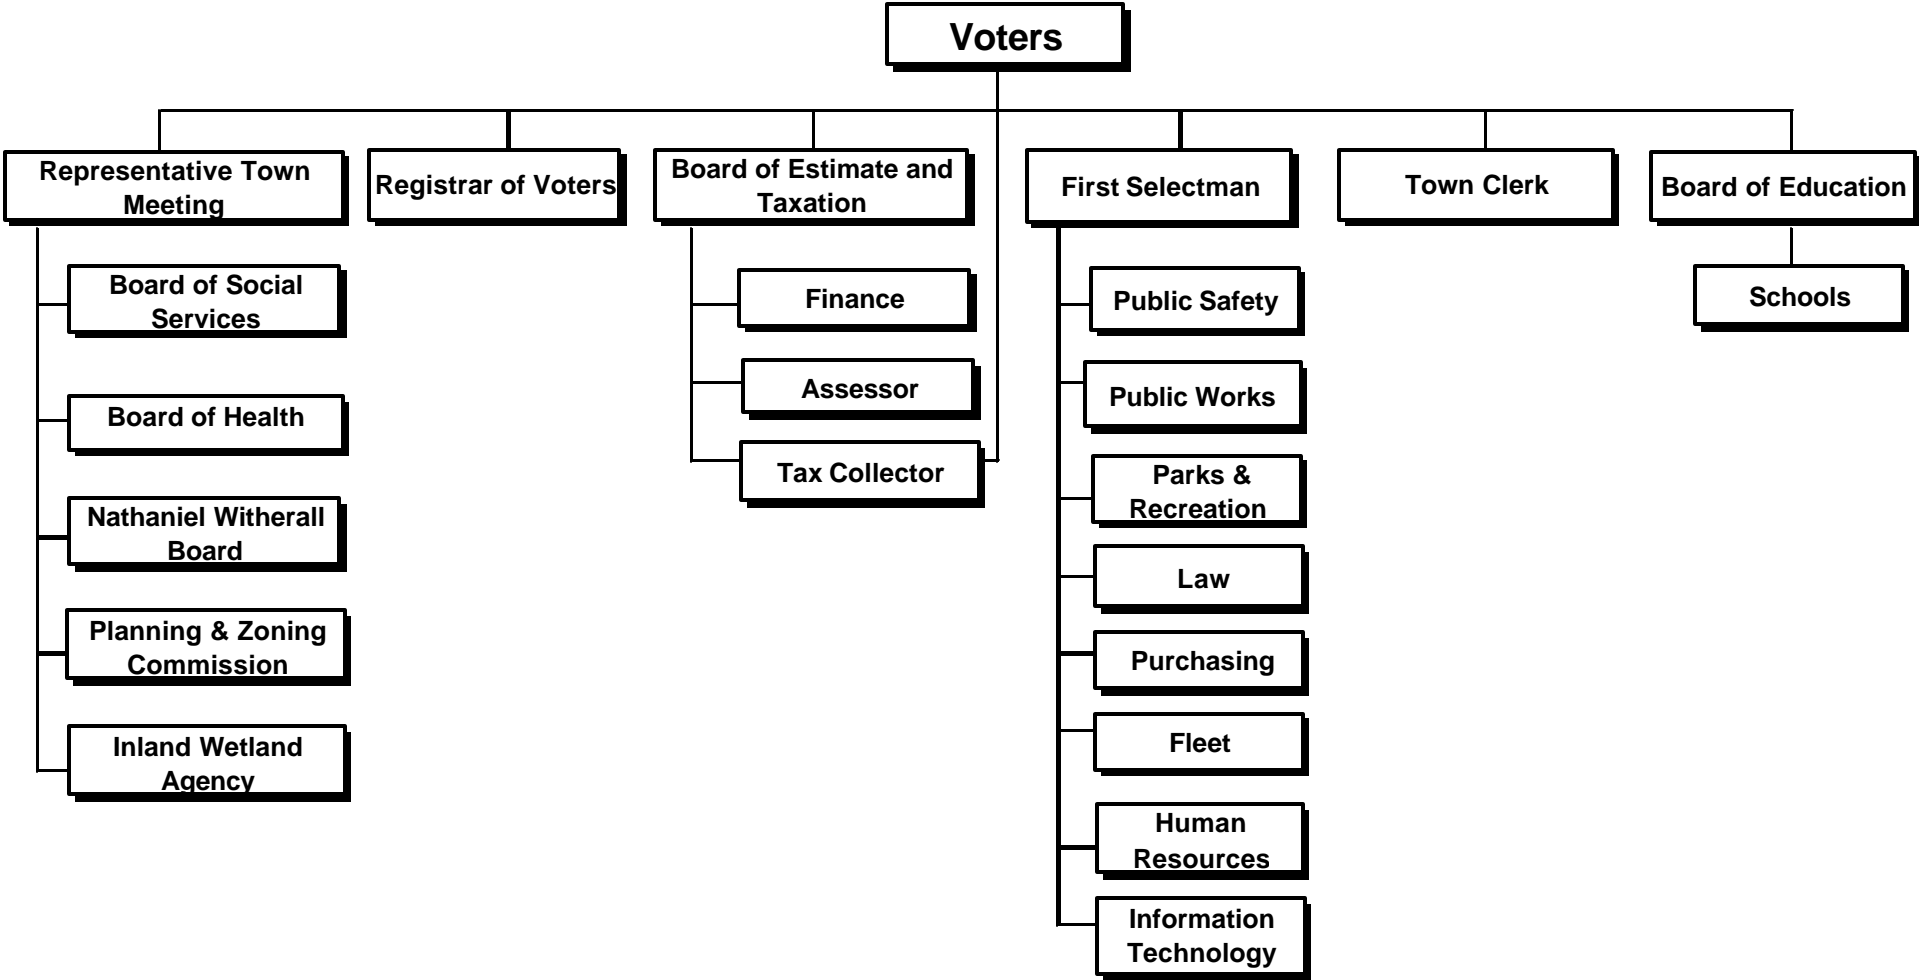 Voters
Representative Town
Meeting
Registrar of Voters
Board of Estimate and
Taxation
First Selectman
Town Clerk
Board of Education
Board of Social
Services
Board of Health
Nathaniel Witherall
Board
Planning & Zoning
Commission
Inland Wetland
Agency
Finance
Assessor
Tax Collector
Public Safety
Public Works
Parks &
Recreation
Law
Purchasing
Fleet
Human
Resources
Information
Technology
Schools